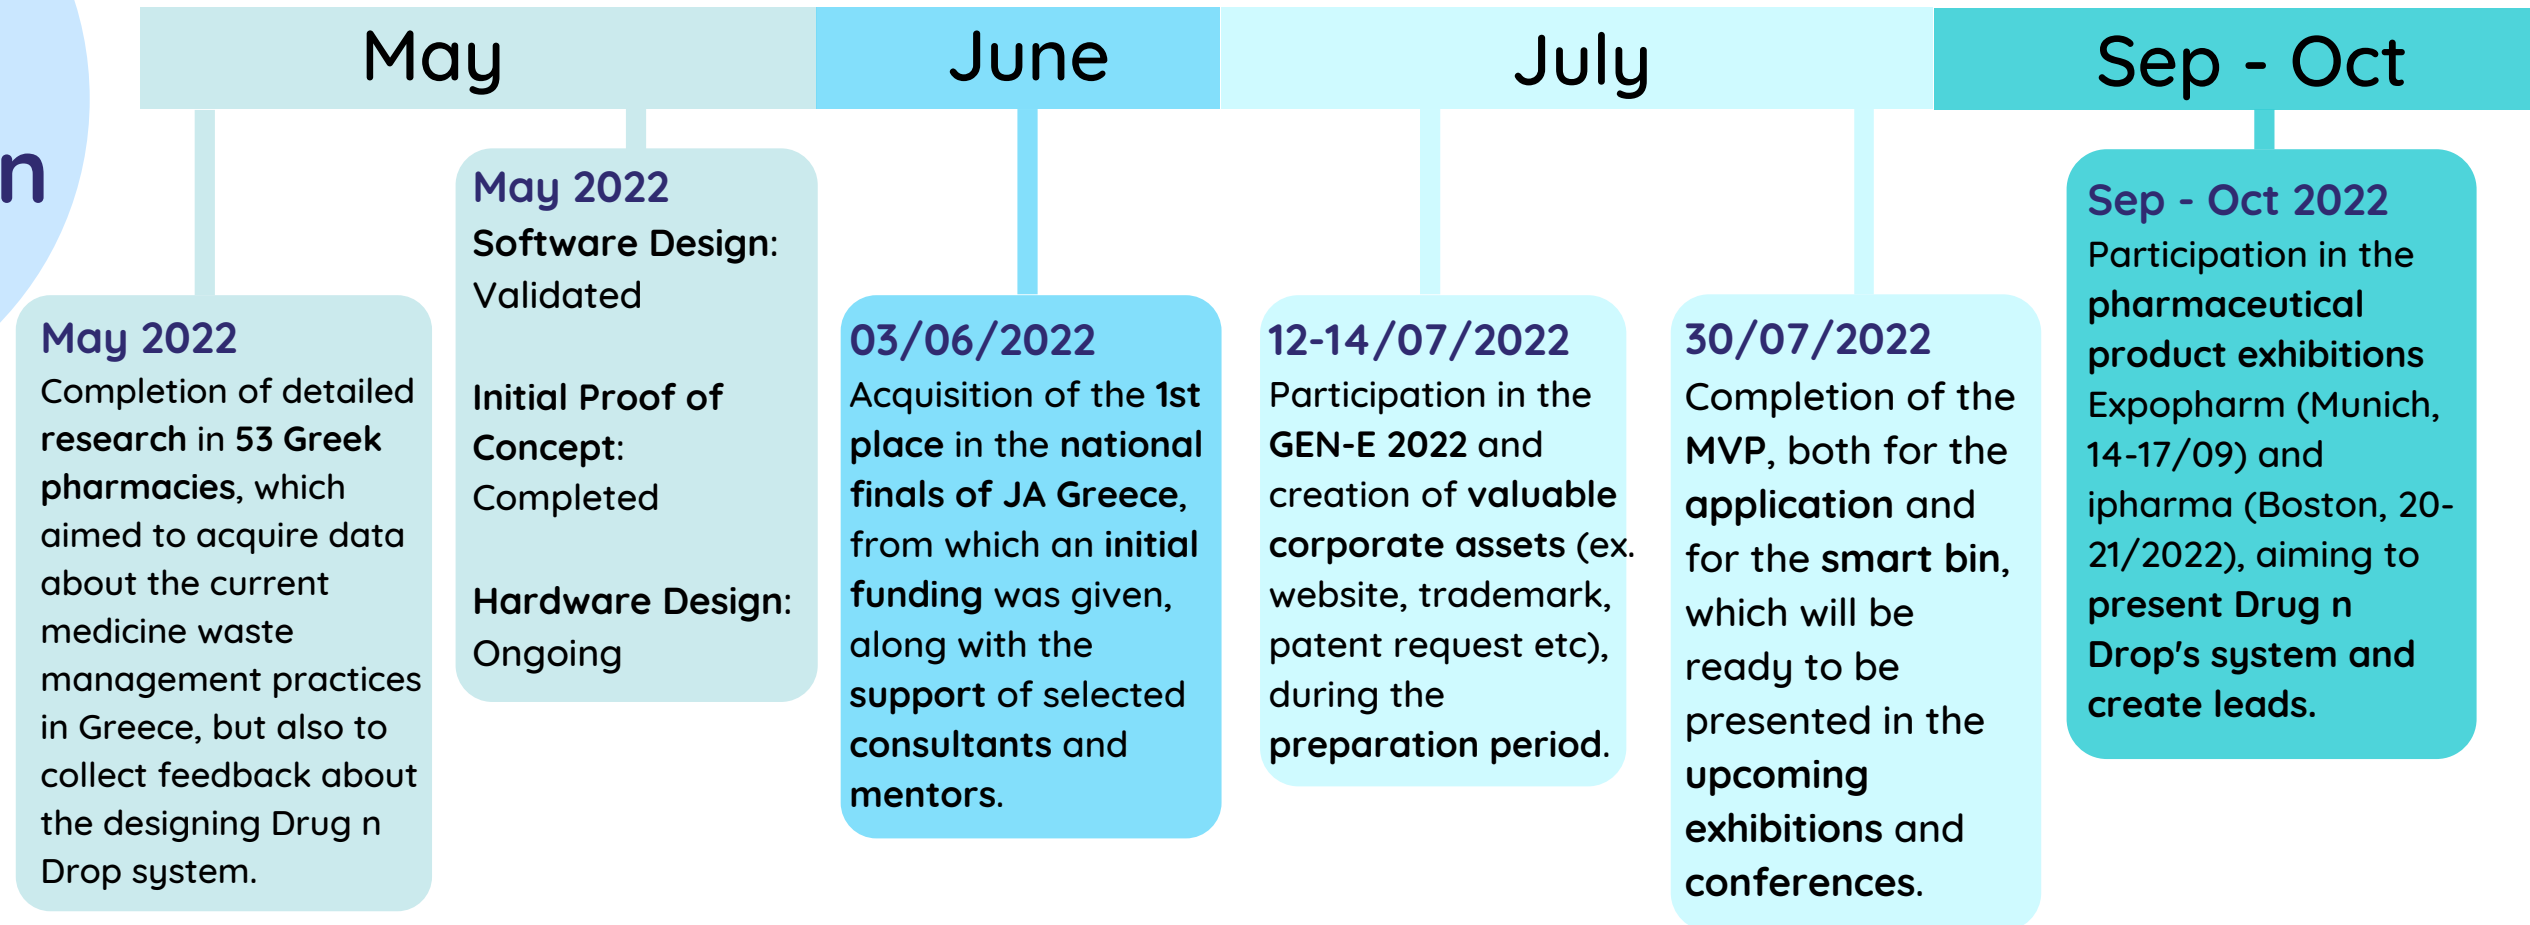 May
June
July
Sep - Oct
n
May 2022
Completion of detailed
research in 53 Greek
pharmacies, which
aimed to acquire data
about the current
medicine waste
management practices
in Greece, but also to
collect feedback about
the designing Drug n
Drop system.
May 2022
Software Design:
Validated
Initial Proof of
Concept:
Completed
Hardware Design:
Ongoing
03/06/2022
Acquisition of the 1st
place in the national
finals of JA Greece,
from which an initial
funding was given,
along with the
support of selected
consultants and
mentors.
12-14/07/2022
Participation in the
GEN-E 2022 and
creation of valuable
corporate assets (ex.
website, trademark,
patent request etc),
during the
preparation period.
30/07/2022
Completion of the
MVP, both for the
application and
for the smart bin,
which will be
ready to be
presented in the
upcoming
exhibitions and
conferences.
Sep - Oct 2022
Participation in the
pharmaceutical
product exhibitions
Expopharm (Munich,
14-17/09) and
ipharma (Boston, 20-
21/2022), aiming to
present Drug n
Drop's system and
create leads.